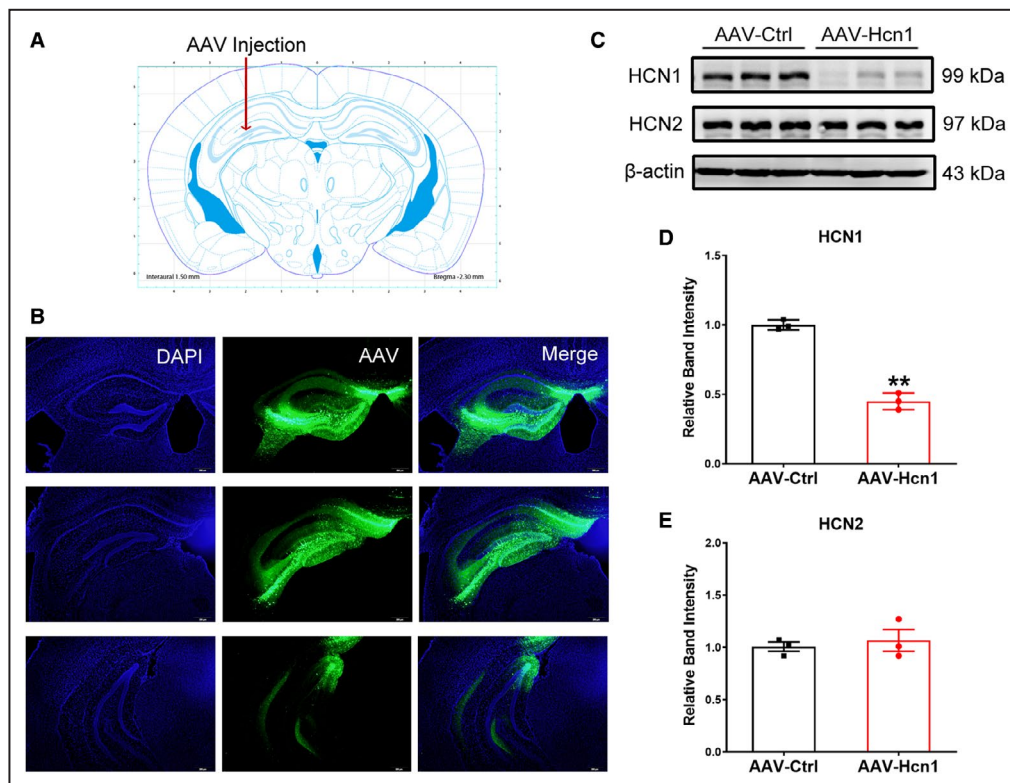 A
AAV Injection
Interaural 1.50 mm
Bregma -2.30 mm
B
DAPI
AAV
Merge
C
AAV-Ctrl
AAV-Hcn1
HCN1
99 kDa
HCN2
97 kDa
β-actin
43 kDa
D
HCN1
Relative Band Intensity
1.5
1.0
0.5
0.0
**
AAV-Ctrl
AAV-Hcn1
E
HCN2
Relative Band Intensity
2.0
1.5
1.0
0.5
0.0
AAV-Ctrl
AAV-Hcn1